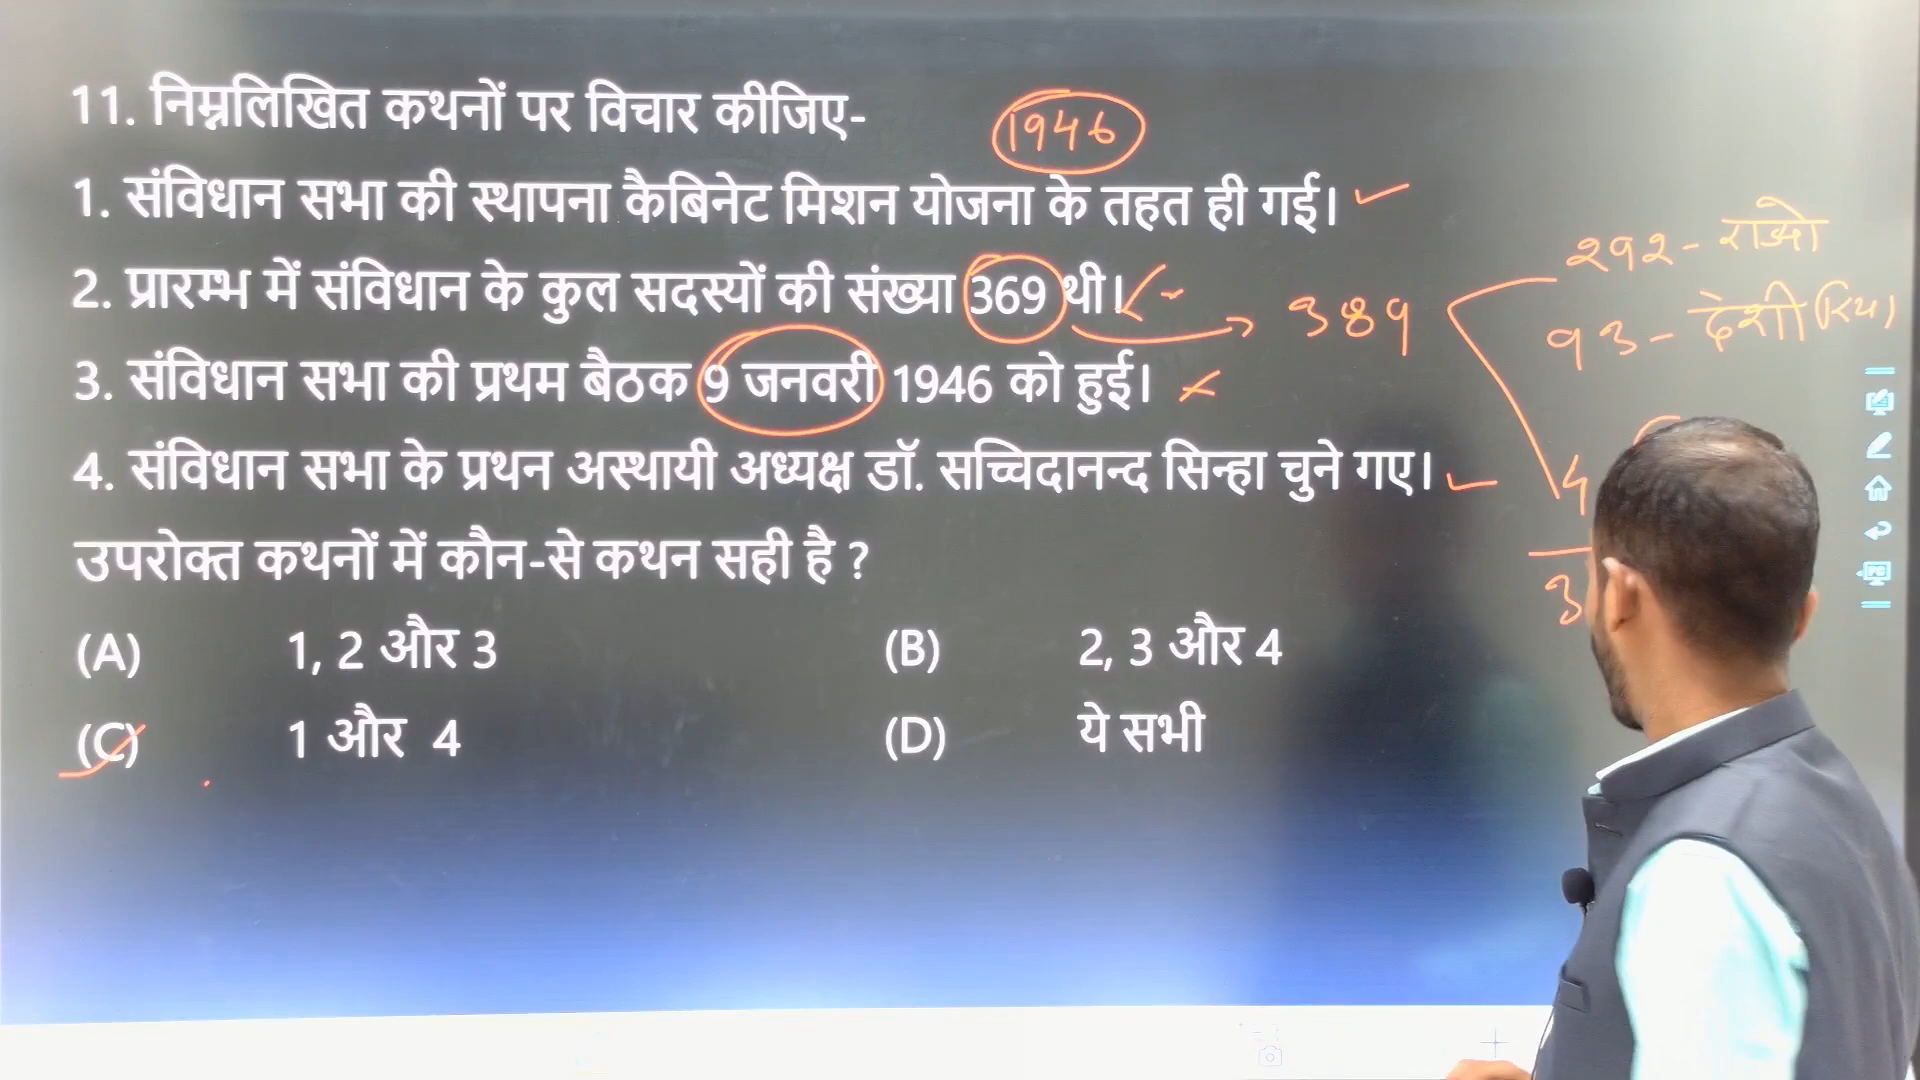 11. निम्नलिखित कथनों पर विचार कीजिए-
1946
1. संविधान सभा की स्थापना कैबिनेट मिशन योजना के तहत ही गई।
2. प्रारम्भ में संविधान के कुल सदस्यों की संख्या 369 थी।
389
292 - राज्यो
93 - देशी रिया
3. संविधान सभा की प्रथम बैठक 9 जनवरी 1946 को हुई।
4. संविधान सभा के प्रथन अस्थायी अध्यक्ष डॉ. सच्चिदानन्द सिन्हा चुने गए।
4
उपरोक्त कथनों में कौन-से कथन सही है ?
3
(A) 1, 2 और 3 (B) 2, 3 और 4
(C) 1 और 4 (D) ये सभी